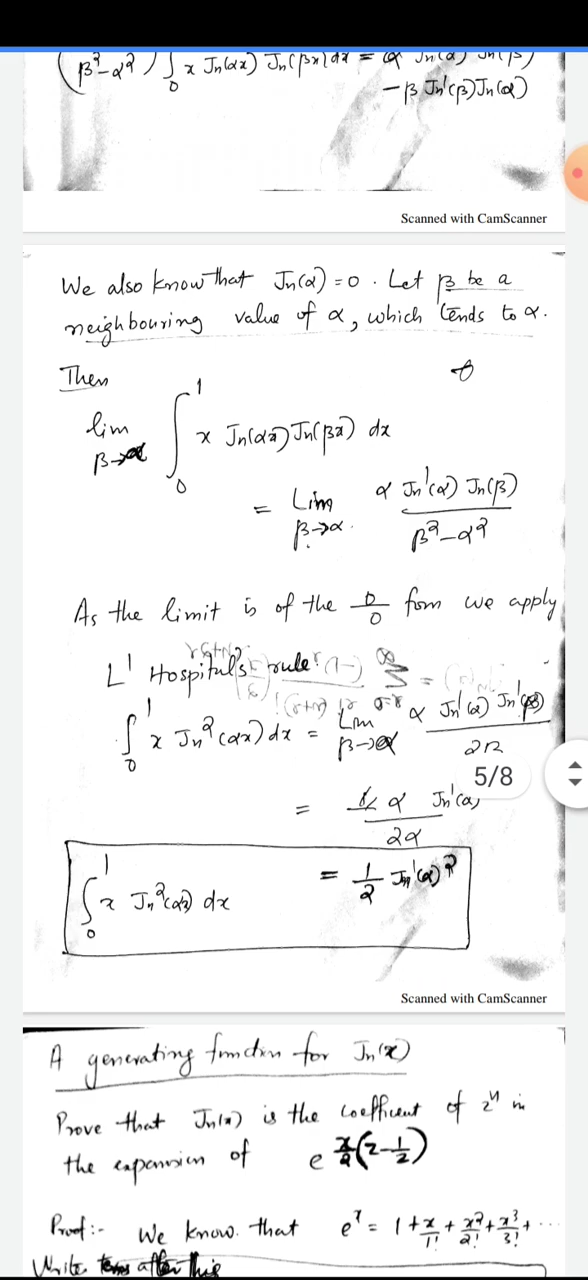 (β²-α²) ∫₀¹ x Jn(αx) Jn(βx) dx = α Jn'(α) Jn(β)
-β Jn'(β) Jn(α)
Scanned with CamScanner
We also know that Jn(α) = 0 . Let β be a
neighbouring value of α, which tends to α.
Then
lim β→α ∫₀¹ x Jn(αx) Jn(βx) dx
= Lim β→α. α Jn'(α) Jn(β) / β²-α²
As the limit is of the 0/0 form we apply
L' Hospital's rule
∫₀¹ x Jn²(αx) dx = Lim β→α α Jn'(α) Jn'(β) / 2β
5/8
= α Jn'(α) / 2α
∫₀¹ x Jn²(αx) dx = 1/2 Jn'(α)²
Scanned with CamScanner
A generating function for Jn(x)
Prove that Jn(x) is the coefficient of zⁿ in
the expansion of e^{x/2 (z-1/z)}
Proof:- We know. that eˣ = 1 + x/1! + x²/2! + x³/3! + ...
Write terms after this